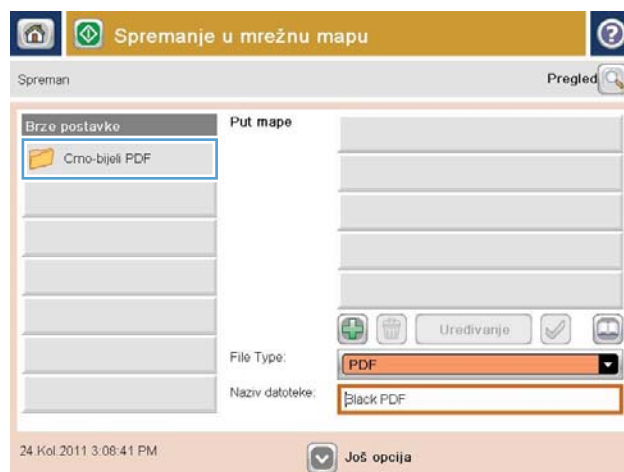 Spremanje u mrežnu mapu
Spreman
Pregled
Brze postavke
Put mape
Crno-bijeli PDF
Uređivanje
File Type:
PDF
Naziv datoteke:
Black PDF
24 Kol.2011 3:08:41 PM
Još opcija